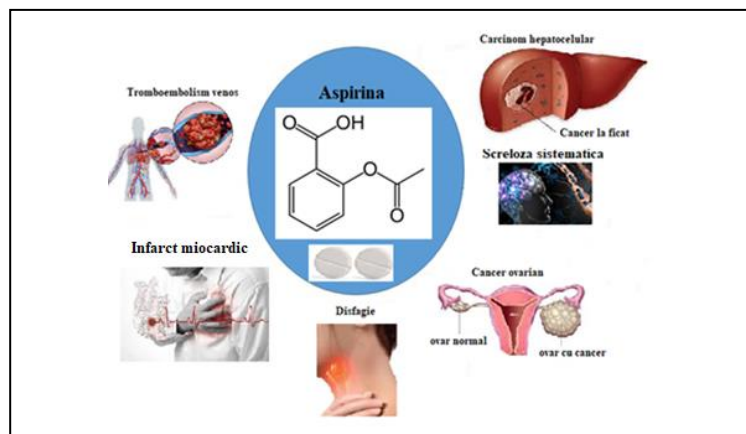 Carcinom hepatocelular
Tromboembolism venos
Aspirina
O
OH
O
O
Cancer la ficat
Screloza sistematica
Infarct miocardic
Cancer ovarian
Disfagie
ovar normal
ovar cu cancer